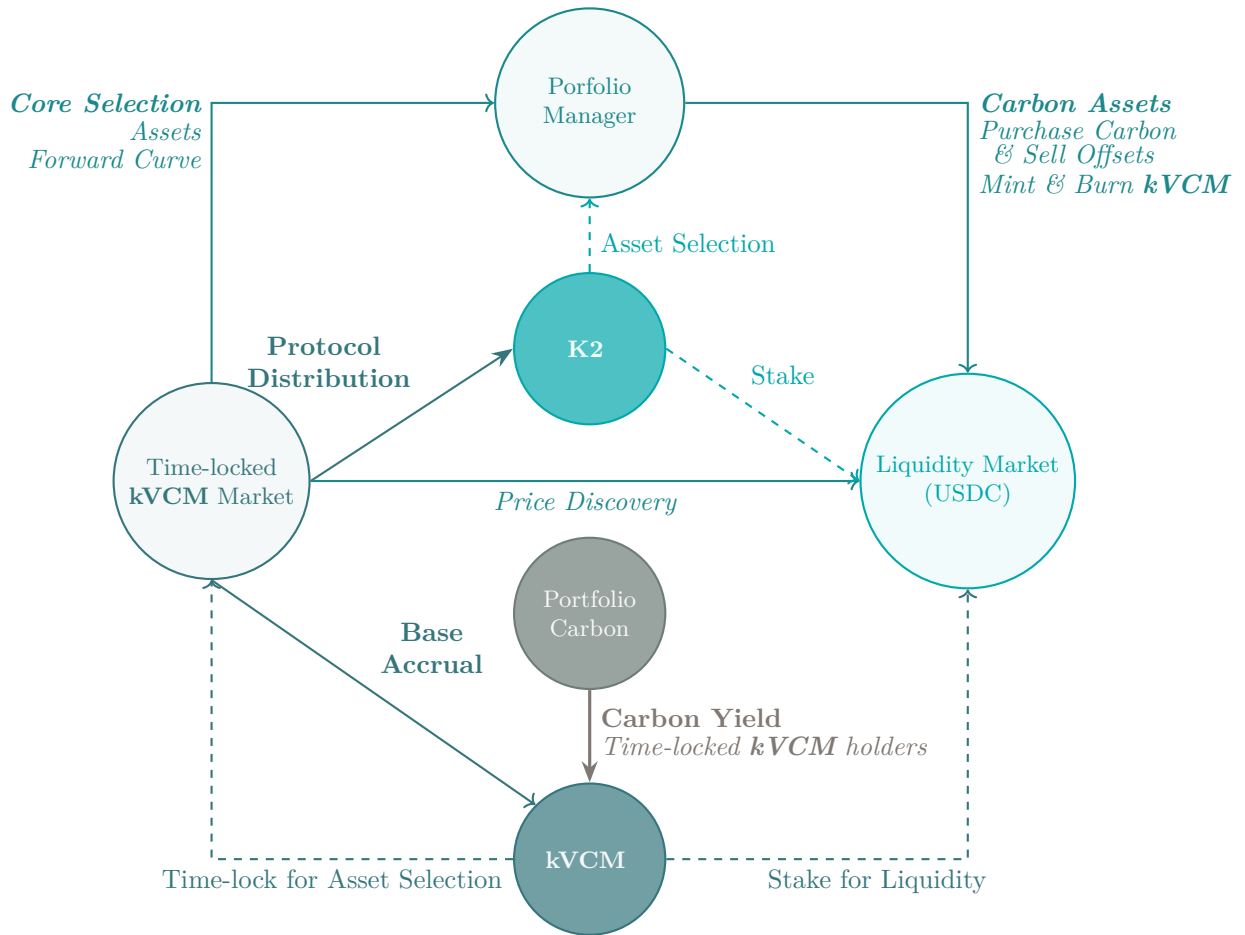 Porfolio
Manager
Core Selection
Assets
Forward Curve
Carbon Assets
Purchase Carbon
& Sell Offsets
Mint & Burn kVCM
Asset Selection
K2
Protocol
Distribution
Stake
Time-locked
kVCM Market
Liquidity Market
(USDC)
Price Discovery
Portfolio
Carbon
Base
Accrual
Carbon Yield
Time-locked kVCM holders
kVCM
Time-lock for Asset Selection
Stake for Liquidity